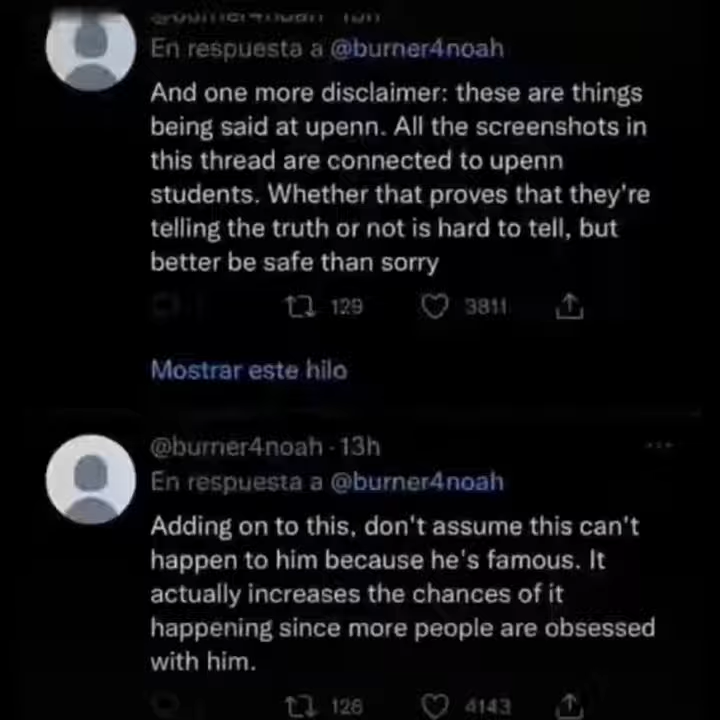 En respuesta a @burner4noah
And one more disclaimer: these are things
being said at upenn. All the screenshots in
this thread are connected to upenn
students. Whether that proves that they're
telling the truth or not is hard to tell, but
better be safe than sorry
129 3811
Mostrar este hilo
@burner4noah · 13h
En respuesta a @burner4noah
Adding on to this, don't assume this can't
happen to him because he's famous. It
actually increases the chances of it
happening since more people are obsessed
with him.
126 4143